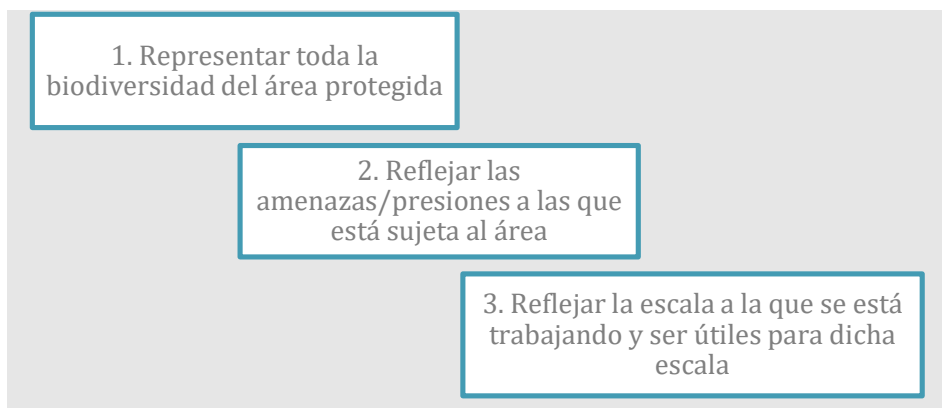 1. Representar toda la
biodiversidad del área protegida
2. Reflejar las
amenazas/presiones a las que
está sujeta al área
3. Reflejar la escala a la que se está
trabajando y ser útiles para dicha
escala